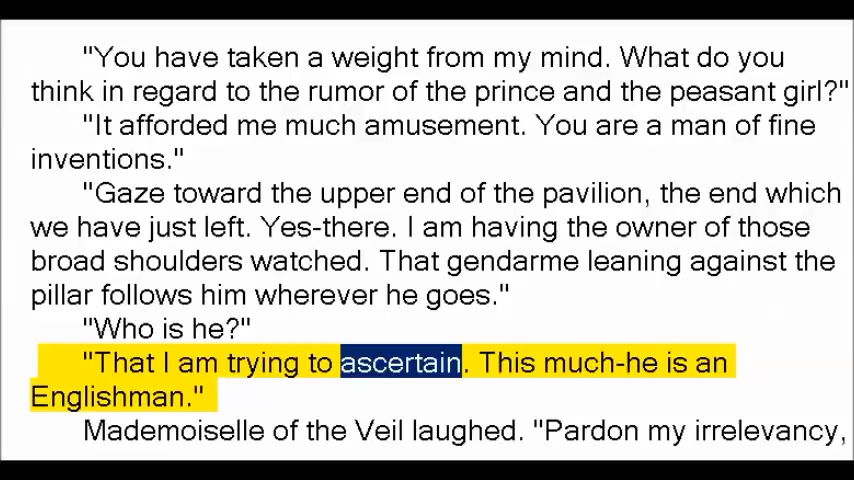 "You have taken a weight from my mind. What do you
think in regard to the rumor of the prince and the peasant girl?"
"It afforded me much amusement. You are a man of fine
inventions."
"Gaze toward the upper end of the pavilion, the end which
we have just left. Yes-there. I am having the owner of those
broad shoulders watched. That gendarme leaning against the
pillar follows him wherever he goes."
"Who is he?"
"That I am trying to ascertain. This much-he is an
Englishman."
Mademoiselle of the Veil laughed. "Pardon my irrelevancy,